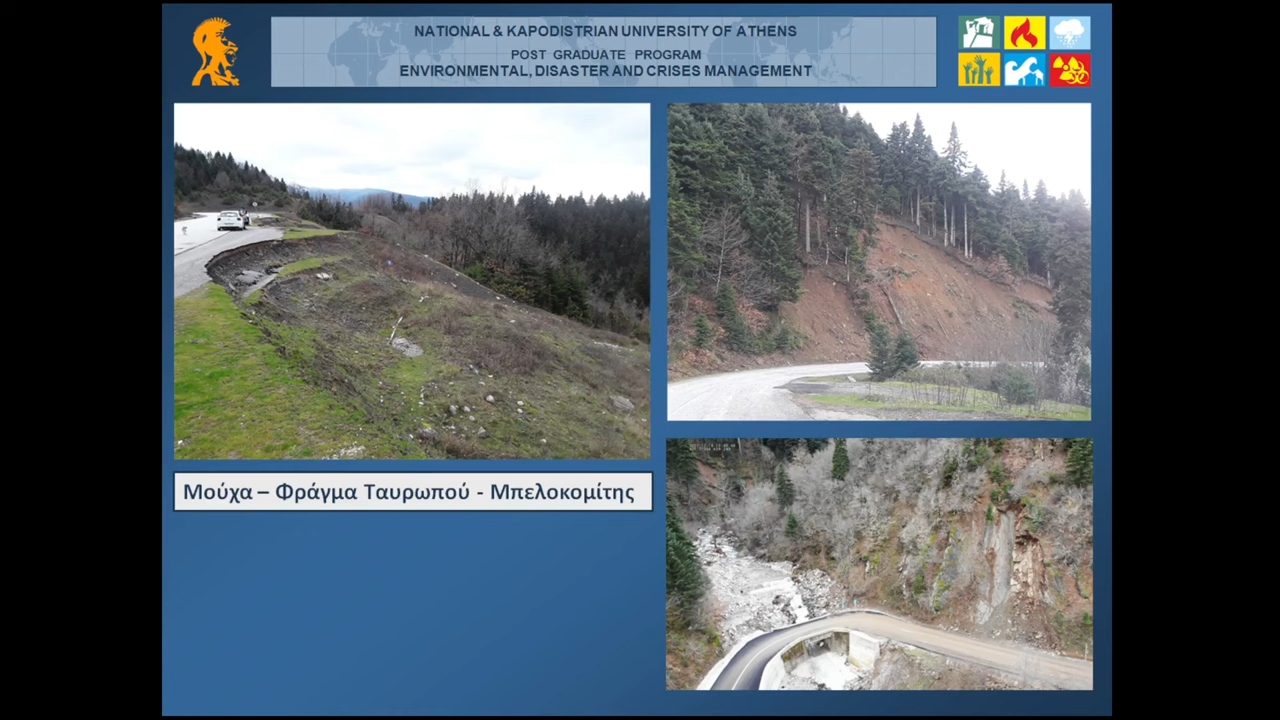 NATIONAL & KAPODISTRIAN UNIVERSITY OF ATHENS
POST GRADUATE PROGRAM
ENVIRONMENTAL, DISASTER AND CRISES MANAGEMENT
Μούχα – Φράγμα Ταυρωπού - Μπελοκομίτης